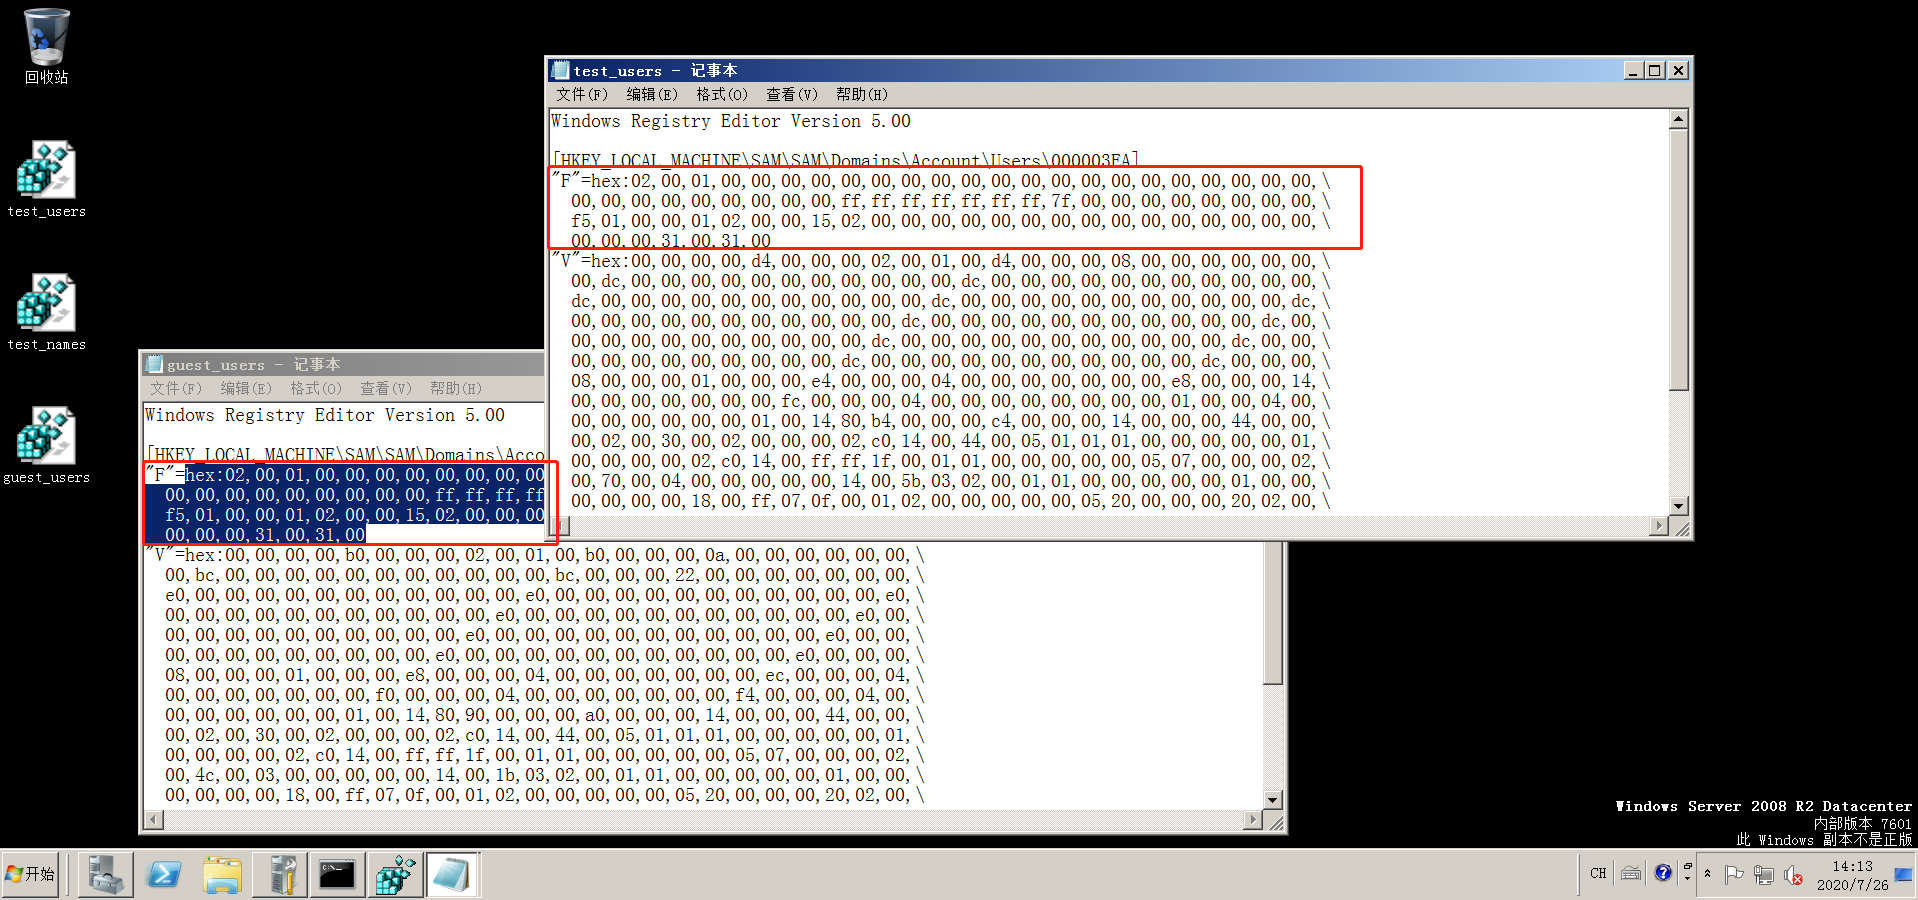 回收站
test_users
test_names
guest_users
test_users - 记事本
文件(F) 编辑(E) 格式(O) 查看(V) 帮助(H)
Windows Registry Editor Version 5.00
[HKEY_LOCAL_MACHINE\SAM\SAM\Domains\Account\Users\000003EA]
"F"=hex:02,00,01,00,00,00,00,00,00,00,00,00,00,00,00,00,00,00,00,00,00,00,00,\
00,00,00,00,00,00,00,00,00,ff,ff,ff,ff,ff,ff,ff,7f,00,00,00,00,00,00,00,00,\
f5,01,00,00,01,02,00,00,15,02,00,00,00,00,00,00,00,00,00,00,00,00,00,00,00,\
00,00,00,31,00,31,00
"V"=hex:00,00,00,00,d4,00,00,00,02,00,01,00,d4,00,00,00,08,00,00,00,00,00,00,\
00,dc,00,00,00,00,00,00,00,00,00,00,00,dc,00,00,00,00,00,00,00,00,00,00,00,\
dc,00,00,00,00,00,00,00,00,00,00,00,dc,00,00,00,00,00,00,00,00,00,00,00,dc,\
00,00,00,00,00,00,00,00,00,00,00,dc,00,00,00,00,00,00,00,00,00,00,00,dc,00,\
00,00,00,00,00,00,00,00,00,00,dc,00,00,00,00,00,00,00,00,00,00,00,dc,00,00,\
00,00,00,00,00,00,00,00,00,dc,00,00,00,00,00,00,00,00,00,00,00,dc,00,00,00,\
08,00,00,00,01,00,00,00,e4,00,00,00,04,00,00,00,00,00,00,00,e8,00,00,00,14,\
00,00,00,00,00,00,00,fc,00,00,00,04,00,00,00,00,00,00,00,00,01,00,00,04,00,\
00,00,00,00,00,00,01,00,14,80,b4,00,00,00,c4,00,00,00,14,00,00,00,44,00,00,\
00,02,00,30,00,02,00,00,00,02,c0,14,00,44,00,05,01,01,01,00,00,00,00,00,01,\
00,00,00,00,02,c0,14,00,ff,ff,1f,00,01,01,00,00,00,00,00,05,07,00,00,00,02,\
00,70,00,04,00,00,00,00,00,14,00,5b,03,02,00,01,01,00,00,00,00,00,01,00,00,\
00,00,00,00,18,00,ff,07,0f,00,01,02,00,00,00,00,00,05,20,00,00,00,20,02,00,\
guest_users - 记事本
文件(F) 编辑(E) 格式(O) 查看(V) 帮助(H)
Windows Registry Editor Version 5.00
[HKEY_LOCAL_MACHINE\SAM\SAM\Domains\Acco
"F"=hex:02,00,01,00,00,00,00,00,00,00,00
00,00,00,00,00,00,00,00,00,ff,ff,ff,ff
f5,01,00,00,01,02,00,00,15,02,00,00,00
00,00,00,31,00,31,00
"V"=hex:00,00,00,00,b0,00,00,00,02,00,01,00,b0,00,00,00,0a,00,00,00,00,00,00,\
00,bc,00,00,00,00,00,00,00,00,00,00,00,bc,00,00,00,22,00,00,00,00,00,00,00,\
e0,00,00,00,00,00,00,00,00,00,00,00,e0,00,00,00,00,00,00,00,00,00,00,00,e0,\
00,00,00,00,00,00,00,00,00,00,00,e0,00,00,00,00,00,00,00,00,00,00,00,e0,00,\
00,00,00,00,00,00,00,00,00,00,e0,00,00,00,00,00,00,00,00,00,00,00,e0,00,00,\
00,00,00,00,00,00,00,00,00,e0,00,00,00,00,00,00,00,00,00,00,00,e0,00,00,00,\
08,00,00,00,01,00,00,00,e8,00,00,00,04,00,00,00,00,00,00,00,ec,00,00,00,04,\
00,00,00,00,00,00,00,f0,00,00,00,04,00,00,00,00,00,00,00,f4,00,00,00,04,00,\
00,00,00,00,00,00,01,00,14,80,90,00,00,00,a0,00,00,00,14,00,00,00,44,00,00,\
00,02,00,30,00,02,00,00,00,02,c0,14,00,44,00,05,01,01,01,00,00,00,00,00,01,\
00,00,00,00,02,c0,14,00,ff,ff,1f,00,01,01,00,00,00,00,00,05,07,00,00,00,02,\
00,4c,00,03,00,00,00,00,00,14,00,1b,03,02,00,01,01,00,00,00,00,00,01,00,00,\
00,00,00,00,18,00,ff,07,0f,00,01,02,00,00,00,00,00,05,20,00,00,00,20,02,00,\
Windows Server 2008 R2 Datacenter
内部版本 7601
此 Windows 副本不是正版
开始
CH
14:13
2020/7/26